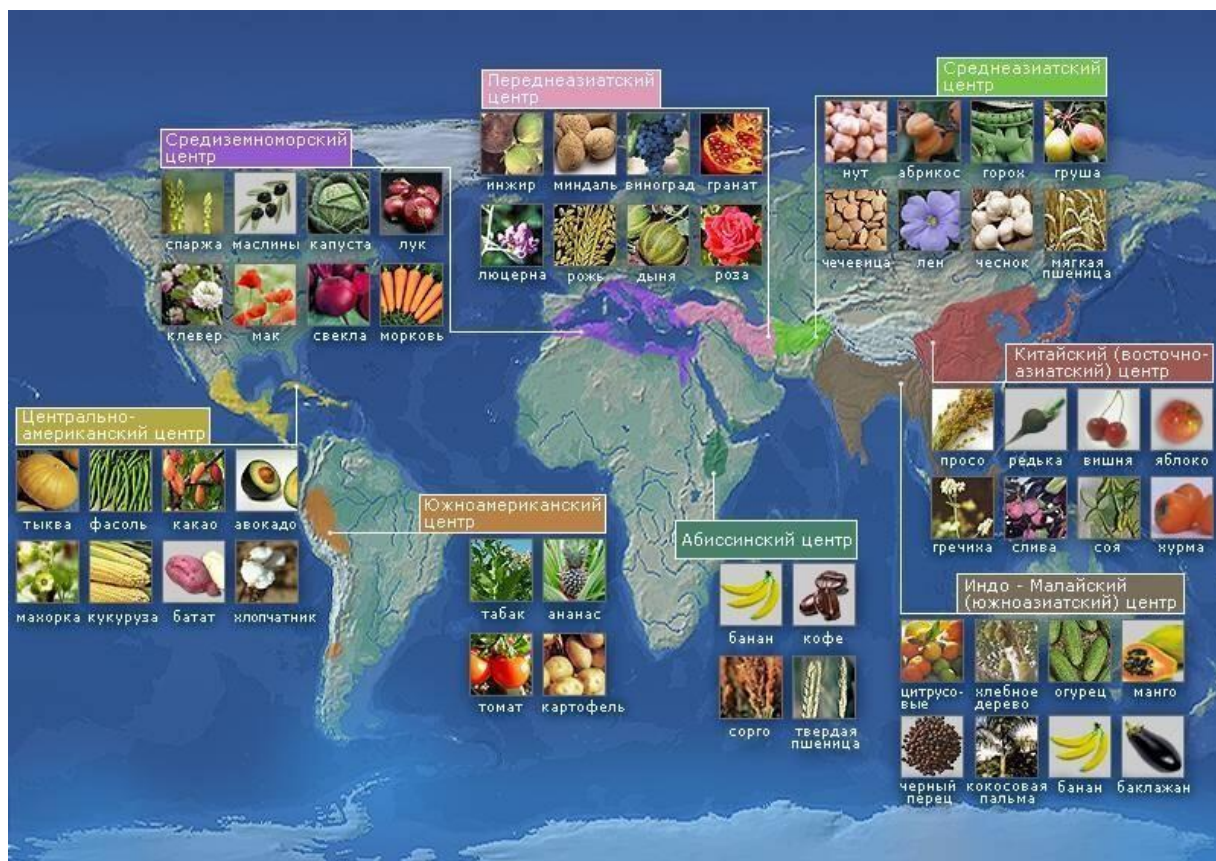 Переднеазиатский
центр
инжир миндаль виноград гранат
люцерна рожь дыня роза
Среднеазиатский
центр
нут абрикос горох груша
чечевица лен чеснок мягкая
пшеница
Средиземноморский
центр
спаржа маслины капуста лук
клевер мак свекла морковь
Китайский (восточно-
азиатский) центр
просо редька вишня яблоко
гречиха слива соя хурма
Центрально-
американский центр
тыква фасоль какао авокадо
махорка кукуруза батат хлопчатник
Южноамериканский
центр
табак ананас
томат картофель
Абиссинский центр
банан кофе
сорго твердая
пшеница
Индо - Малайский
(южноазиатский) центр
цитрусо-
вые
хлебное
дерево
огурец манго
черный
перец
кокосовая
пальма
банан баклажан